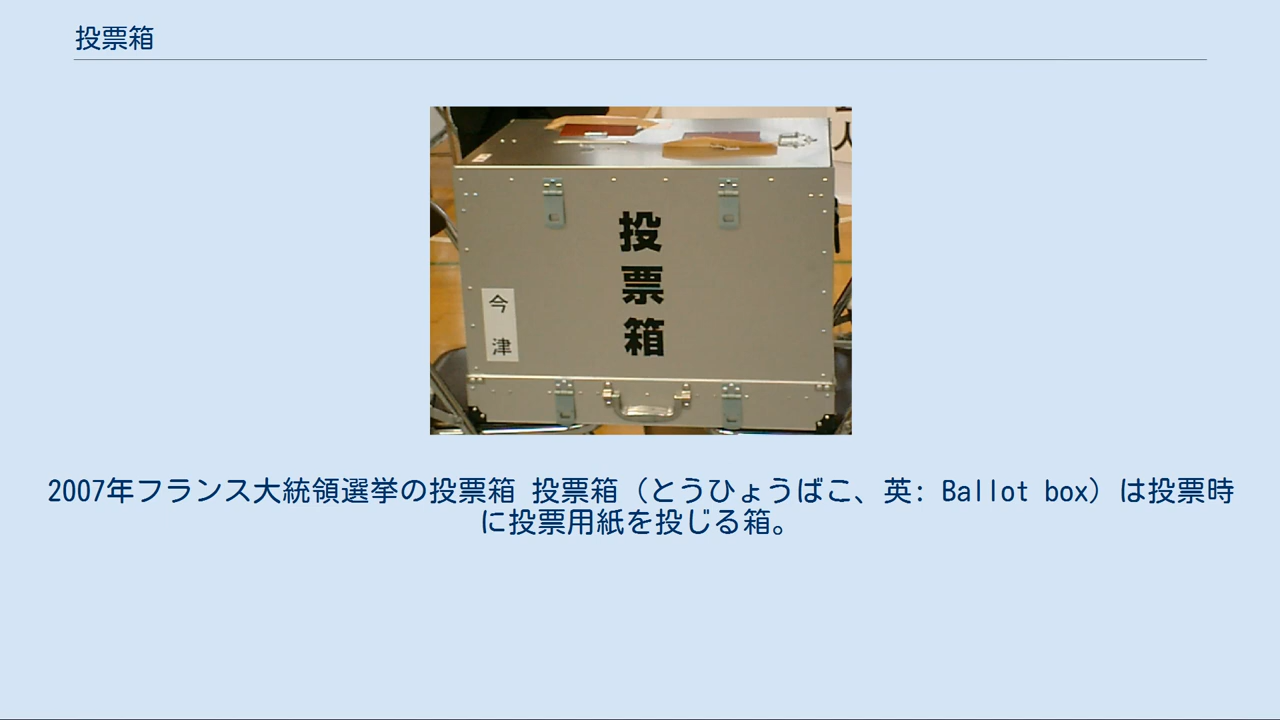 投票箱
投
票
箱
今
津
人
2007年フランス大統領選挙の投票箱 投票箱（とうひょうばこ、英: Ballot box）は投票時
に投票用紙を投じる箱。